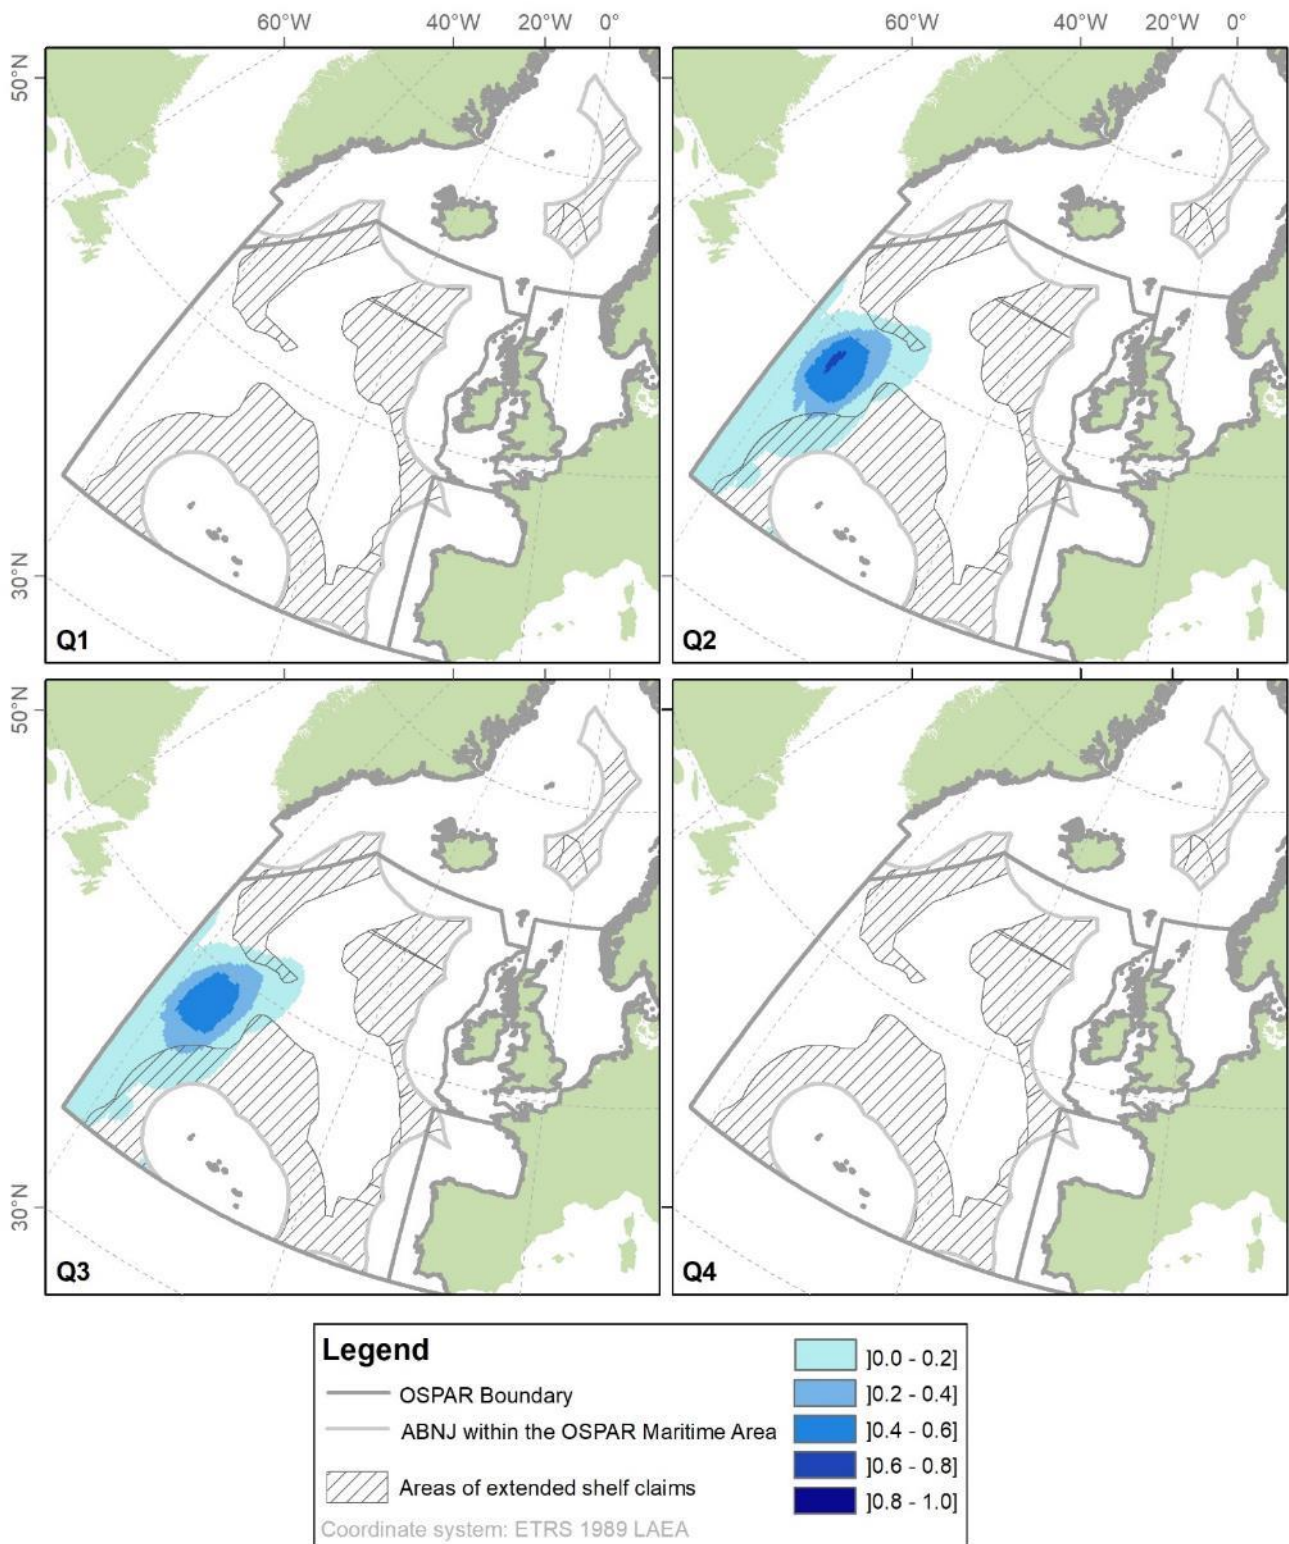 60°W 40°W 20°W 0° 60°W 40°W 20°W 0°
50°N
30°N
Q1 Q2
50°N
30°N
Q3 Q4
Legend
OSPAR Boundary
ABNJ within the OSPAR Maritime Area
Areas of extended shelf claims
Coordinate system: ETRS 1989 LAEA
]0.0 - 0.2]
]0.2 - 0.4]
]0.4 - 0.6]
]0.6 - 0.8]
]0.8 - 1.0]